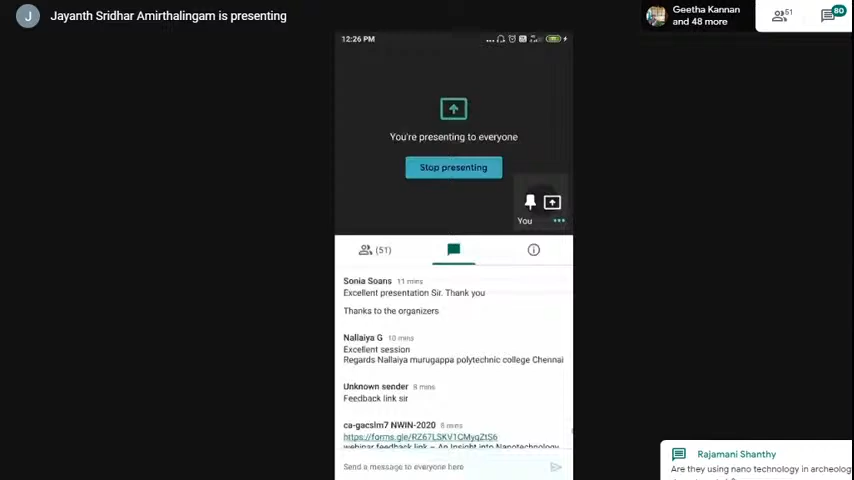 J
Jayanth Sridhar Amirthalingam is presenting
Geetha Kannan
and 48 more
51
80
12:26 PM
You're presenting to everyone
Stop presenting
You
(51)
Sonia Soans 11 mins
Excellent presentation Sir. Thank you
Thanks to the organizers
Nallaiya G 10 mins
Excellent session
Regards Nallaiya murugappa polytechnic college Chennai
Unknown sender 8 mins
Feedback link sir
ca-gacslm7 NWIN-2020
https://forms.gle/RZ67LSKV1CMyqZtS6
webinar feedback link – An Insight into Nanotechnology
Send a message to everyone here
Rajamani Shanthy
Are they using nano technology in archeolog